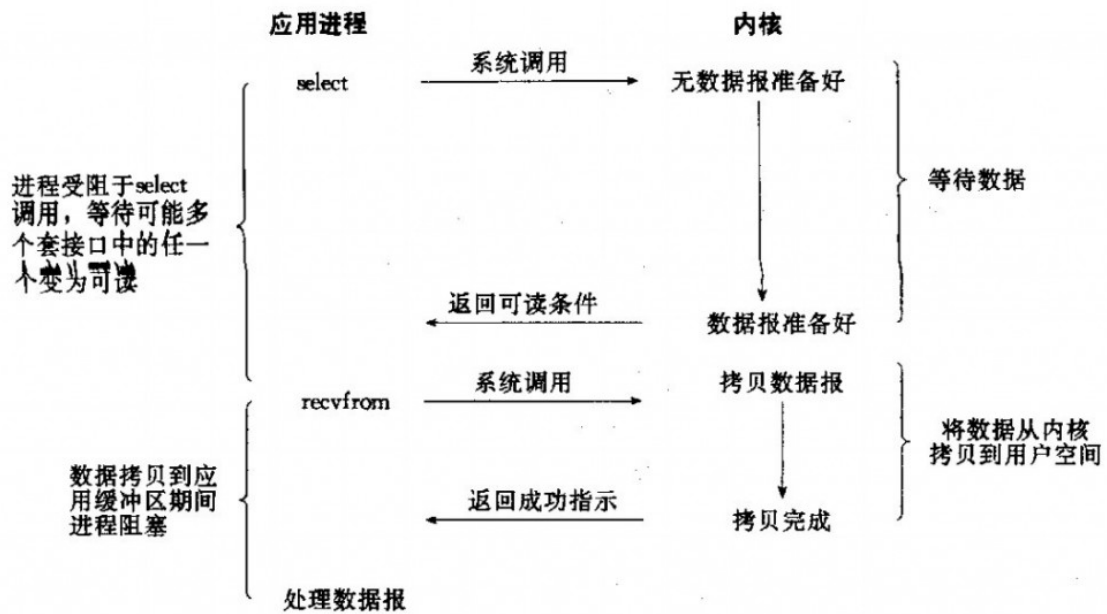 应用进程
内核
系统调用
select
无数据报准备好
进程受阻于select
调用，等待可能多
个套接口中的任一
个变为可读
等待数据
返回可读条件
数据报准备好
系统调用
recvfrom
拷贝数据报
将数据从内核
拷贝到用户空间
数据拷贝到应
用缓冲区期间
进程阻塞
返回成功指示
拷贝完成
处理数据报